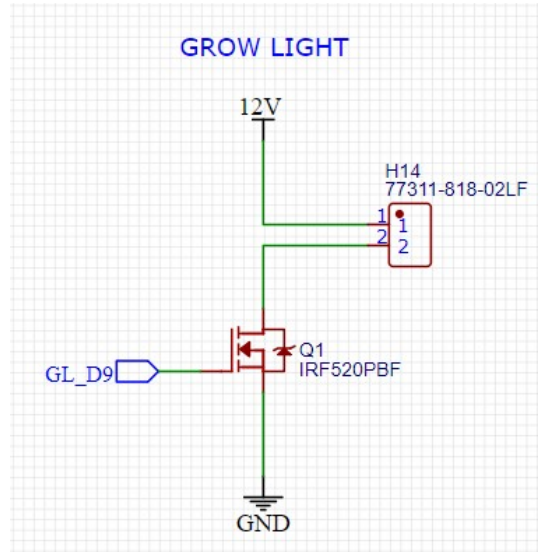 GROW LIGHT
12V
H14
77311-818-02LF
1
1
2
2
Q1
GL_D9
IRF520PBF
GND